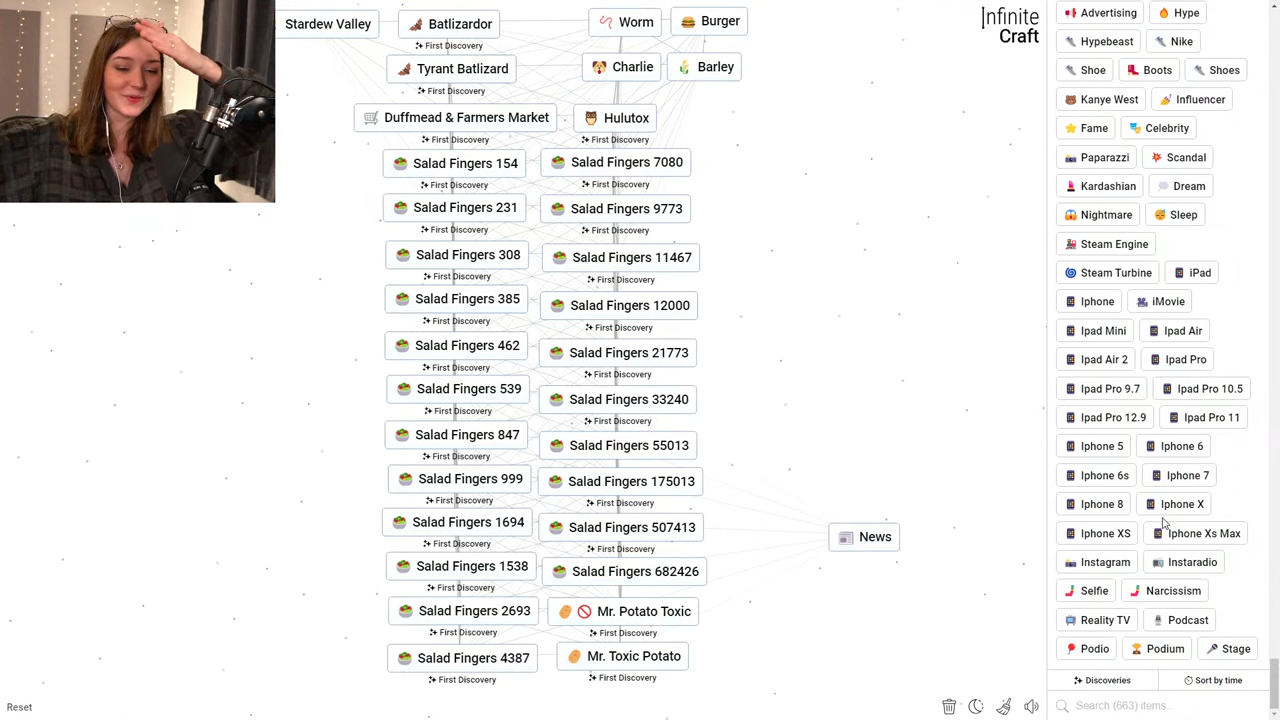 Stardew Valley
Batlizardor
First Discovery
Worm
Burger
Infinite
Craft
Tyrant Batlizard
First Discovery
Charlie
Barley
Duffmead & Farmers Market
First Discovery
Hulutox
First Discovery
Salad Fingers 154
First Discovery
Salad Fingers 7080
First Discovery
Salad Fingers 231
First Discovery
Salad Fingers 9773
First Discovery
Salad Fingers 308
First Discovery
Salad Fingers 11467
First Discovery
Salad Fingers 385
First Discovery
Salad Fingers 12000
First Discovery
Salad Fingers 462
First Discovery
Salad Fingers 21773
First Discovery
Salad Fingers 539
First Discovery
Salad Fingers 33240
First Discovery
Salad Fingers 847
First Discovery
Salad Fingers 55013
First Discovery
Salad Fingers 999
First Discovery
Salad Fingers 175013
First Discovery
Salad Fingers 1694
First Discovery
Salad Fingers 507413
First Discovery
Salad Fingers 1538
First Discovery
Salad Fingers 682426
First Discovery
Salad Fingers 2693
First Discovery
Mr. Potato Toxic
First Discovery
Salad Fingers 4387
First Discovery
Mr. Toxic Potato
First Discovery
News
Reset
Advertising Hype
Hypebeast Nike
Shoe Boots Shoes
Kanye West Influencer
Fame Celebrity
Paparazzi Scandal
Kardashian Dream
Nightmare Sleep
Steam Engine
Steam Turbine iPad
Iphone iMovie
Ipad Mini Ipad Air
Ipad Air 2 Ipad Pro
Ipad Pro 9.7 Ipad Pro 10.5
Ipad Pro 12.9 Ipad Pro 11
Iphone 5 Iphone 6
Iphone 6s Iphone 7
Iphone 8 Iphone X
Iphone XS Iphone Xs Max
Instagram Instaradio
Selfie Narcissism
Reality TV Podcast
Podio Podium Stage
Discoveries Sort by time
Search (663) items...